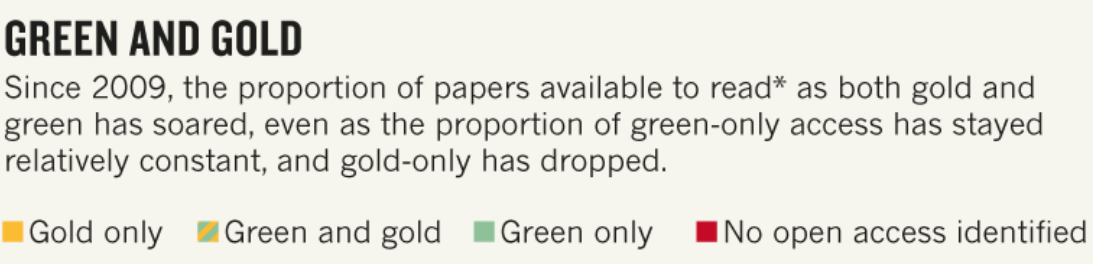 GREEN AND GOLD
Since 2009, the proportion of papers available to read* as both gold and
green has soared, even as the proportion of green-only access has stayed
relatively constant, and gold-only has dropped.
Gold only Green and gold Green only No open access identified